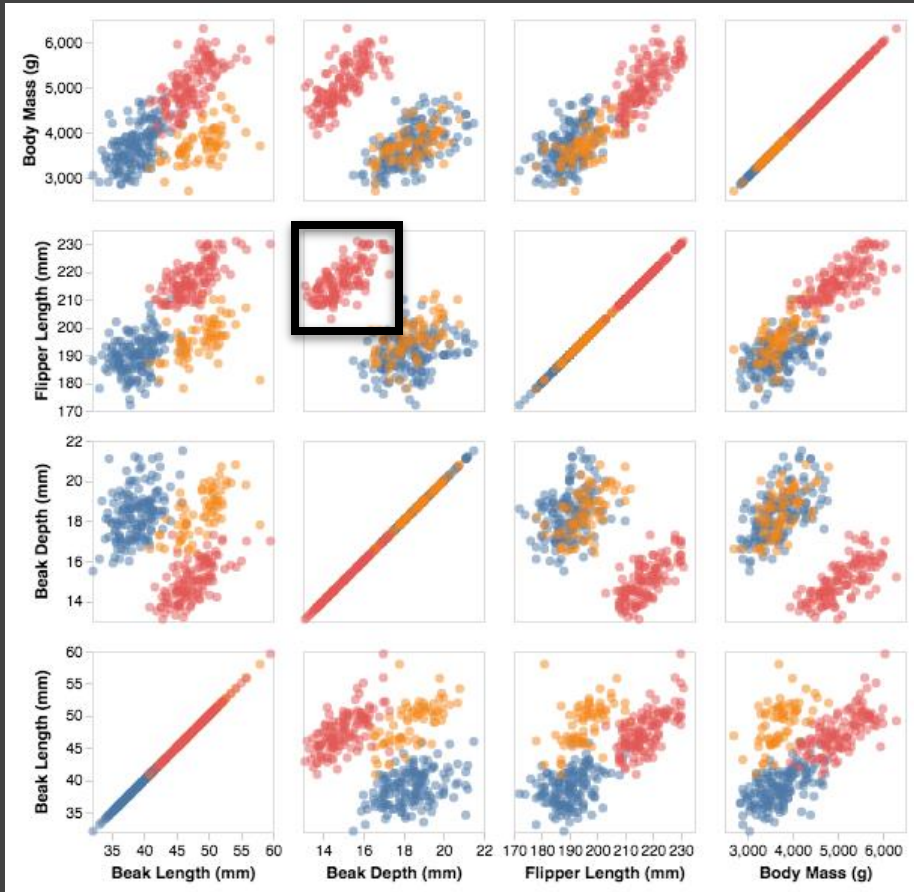 Body Mass (g)
6,000
5,000
4,000
3,000
Flipper Length (mm)
230
220
210
200
190
180
170
Beak Depth (mm)
22
20
18
16
14
Beak Length (mm)
60
55
50
45
40
35
35 40 45 50 55 60
14 16 18 20 22
170 180 190 200 210 220 230
3,000 4,000 5,000 6,000
Beak Length (mm)
Beak Depth (mm)
Flipper Length (mm)
Body Mass (g)